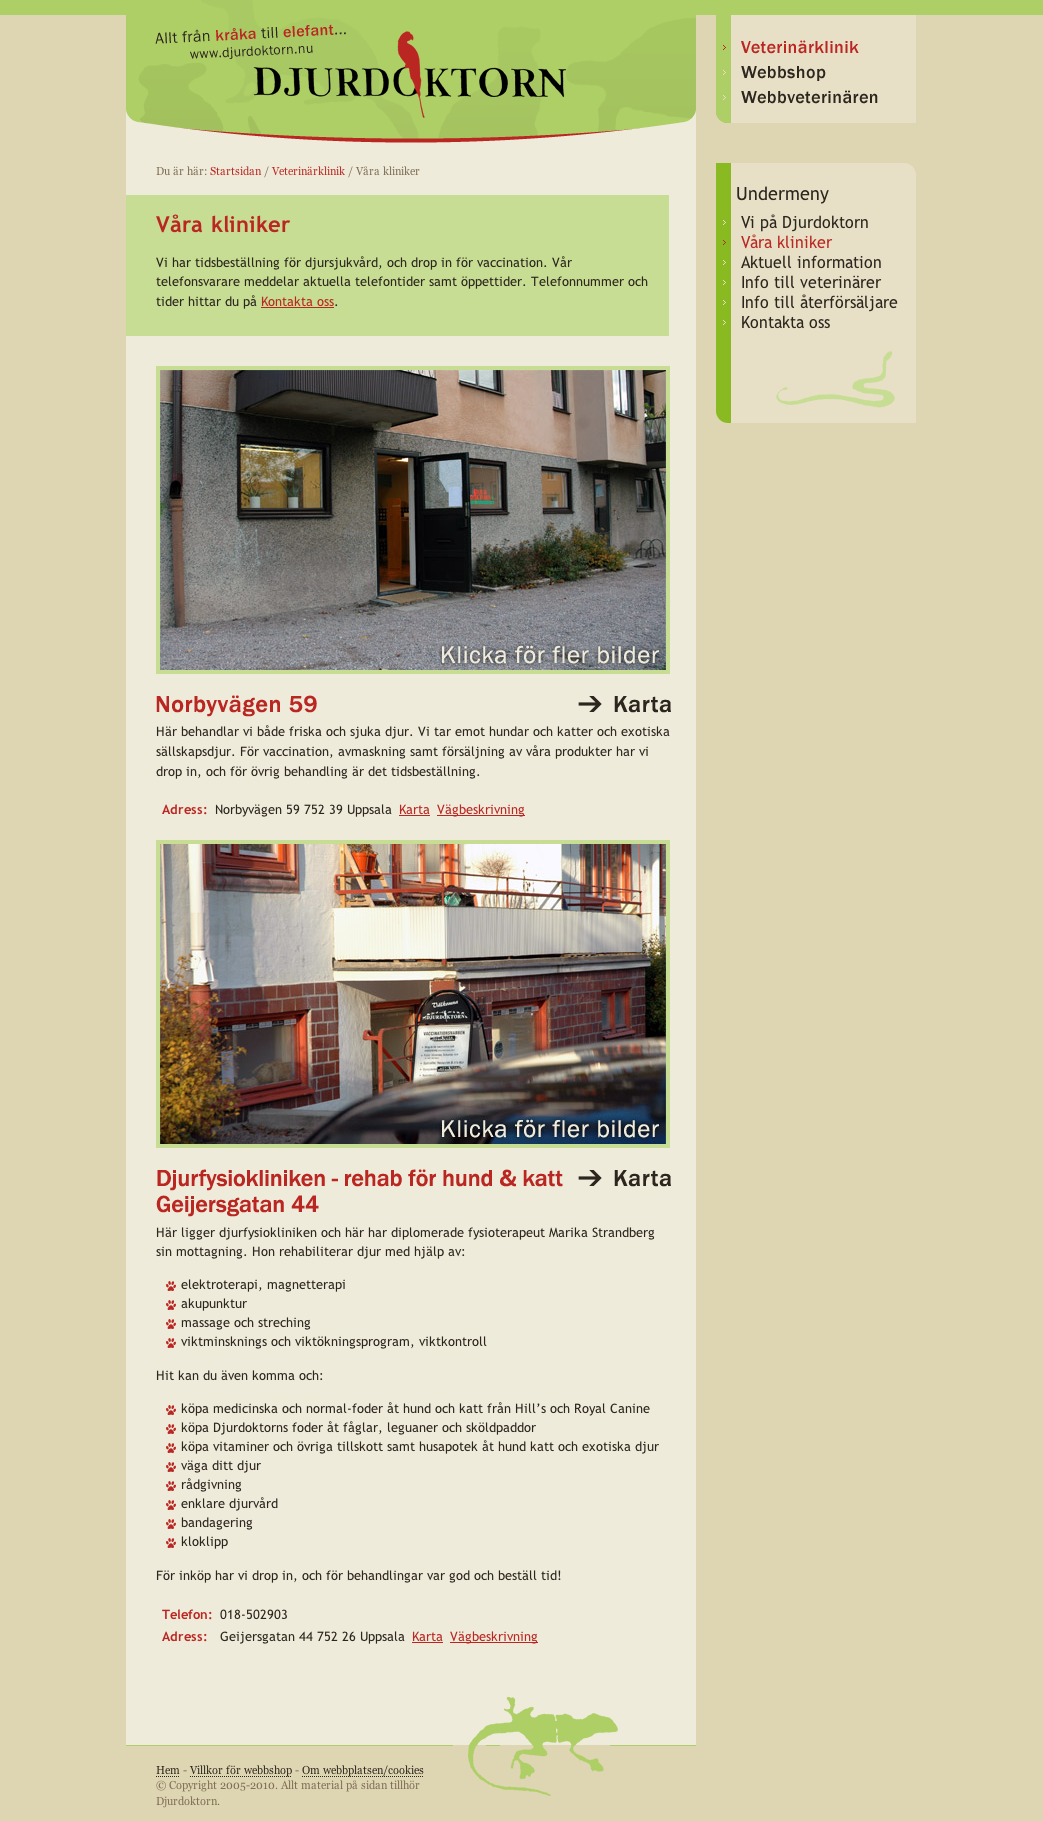 Allt från kråka till elefant...
www.djurdoktorn.nu
DJURDOKTORN
Veterinärklinik
Webbshop
Webbveterinären
Du är här: Startsidan / Veterinärklinik / Våra kliniker
Undermeny
Vi på Djurdoktorn
Våra kliniker
Aktuell information
Info till veterinärer
Info till återförsäljare
Kontakta oss
Våra kliniker
Vi har tidsbeställning för djursjukvård, och drop in för vaccination. Vår
telefonsvarare meddelar aktuella telefontider samt öppettider. Telefonnummer och
tider hittar du på Kontakta oss.
Klicka för fler bilder
Norbyvägen 59
➔ Karta
Här behandlar vi både friska och sjuka djur. Vi tar emot hundar och katter och exotiska
sällskapsdjur. För vaccination, avmaskning samt försäljning av våra produkter har vi
drop in, och för övrig behandling är det tidsbeställning.
Adress: Norbyvägen 59 752 39 Uppsala Karta Vägbeskrivning
Välkommen
DJURDOKTORN
Klicka för fler bilder
Djurfysiokliniken - rehab för hund & katt
➔ Karta
Geijersgatan 44
Här ligger djurfysiokliniken och här har diplomerade fysioterapeut Marika Strandberg
sin mottagning. Hon rehabiliterar djur med hjälp av:
elektroterapi, magnetterapi
akupunktur
massage och streching
viktminsknings och viktökningsprogram, viktkontroll
Hit kan du även komma och:
köpa medicinska och normal-foder åt hund och katt från Hill’s och Royal Canine
köpa Djurdoktorns foder åt fåglar, leguaner och sköldpaddor
köpa vitaminer och övriga tillskott samt husapotek åt hund katt och exotiska djur
väga ditt djur
rådgivning
enklare djurvård
bandagering
kloklipp
För inköp har vi drop in, och för behandlingar var god och beställ tid!
Telefon: 018-502903
Adress: Geijersgatan 44 752 26 Uppsala Karta Vägbeskrivning
Hem - Villkor för webbshop - Om webbplatsen/cookies
© Copyright 2005-2010. Allt material på sidan tillhör
Djurdoktorn.